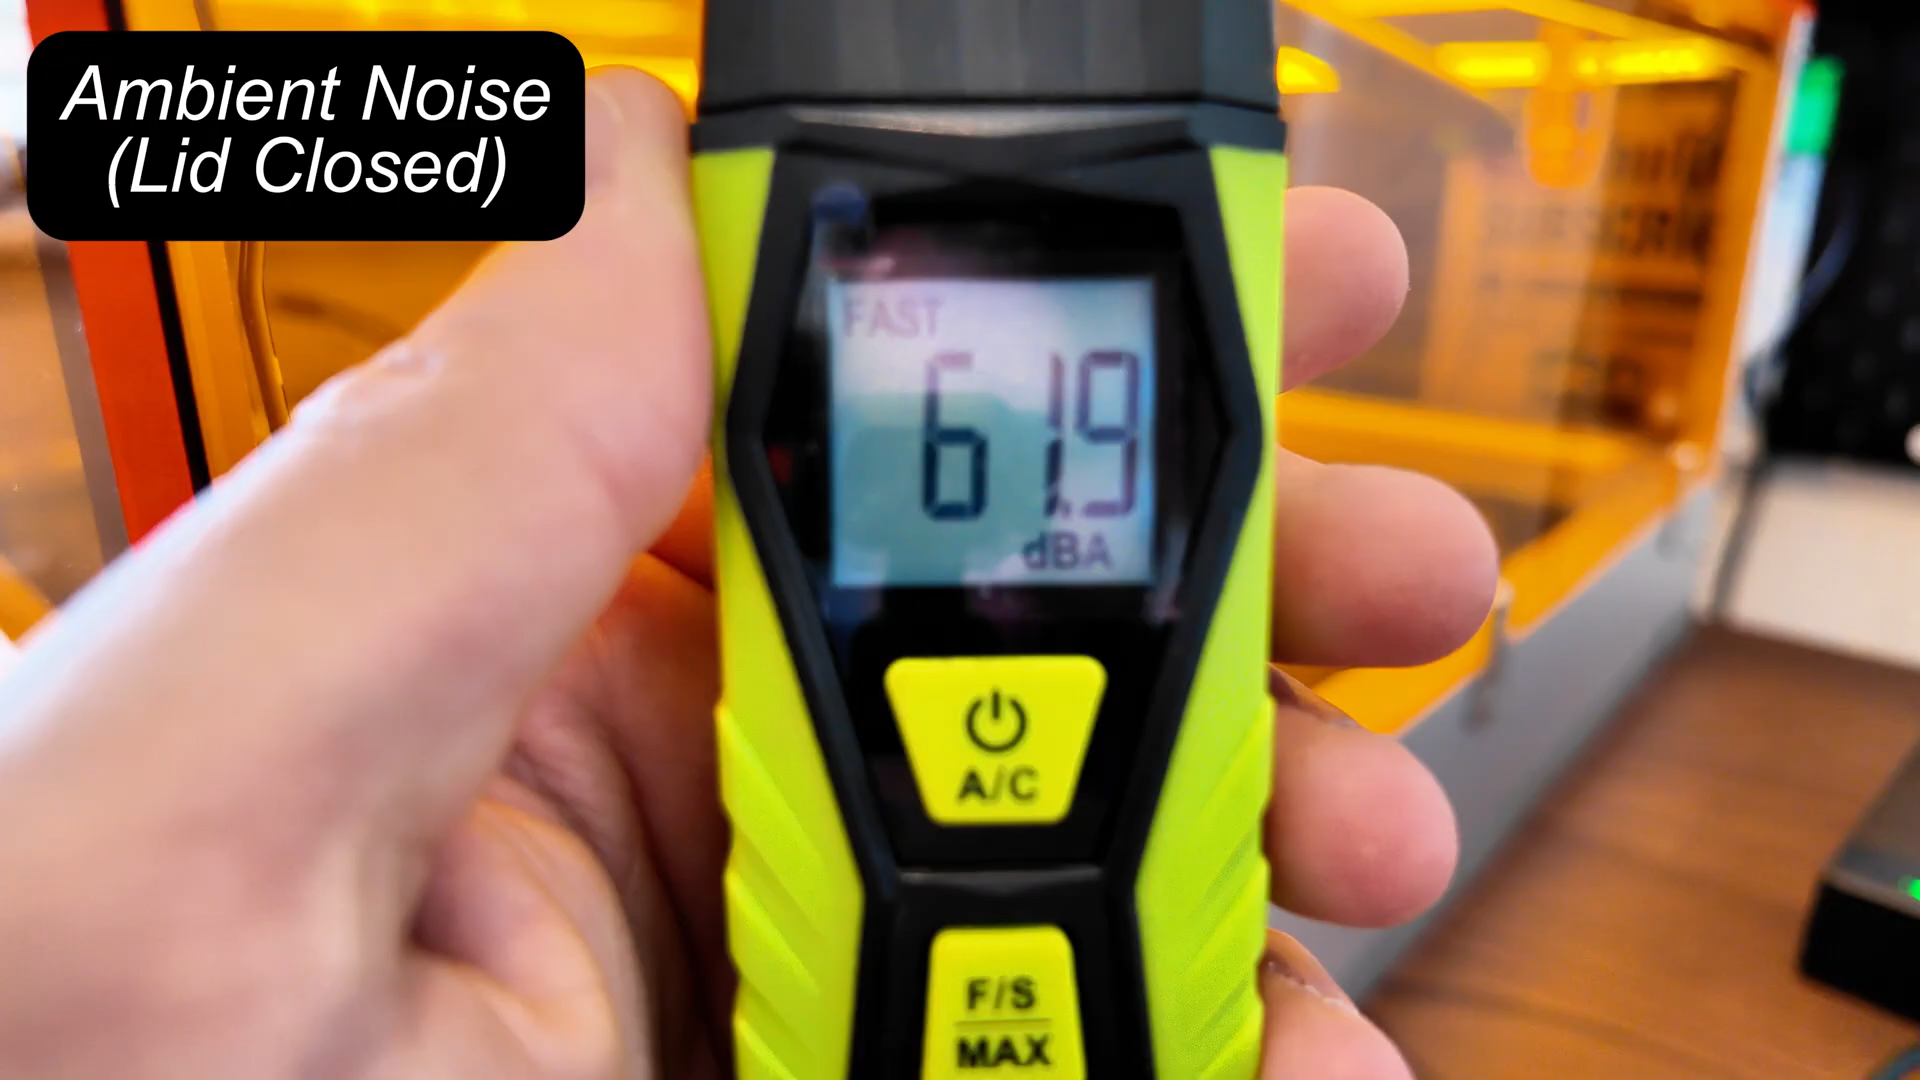 Ambient Noise
(Lid Closed)
FAST
61.9
dBA
A/C
F/S
MAX